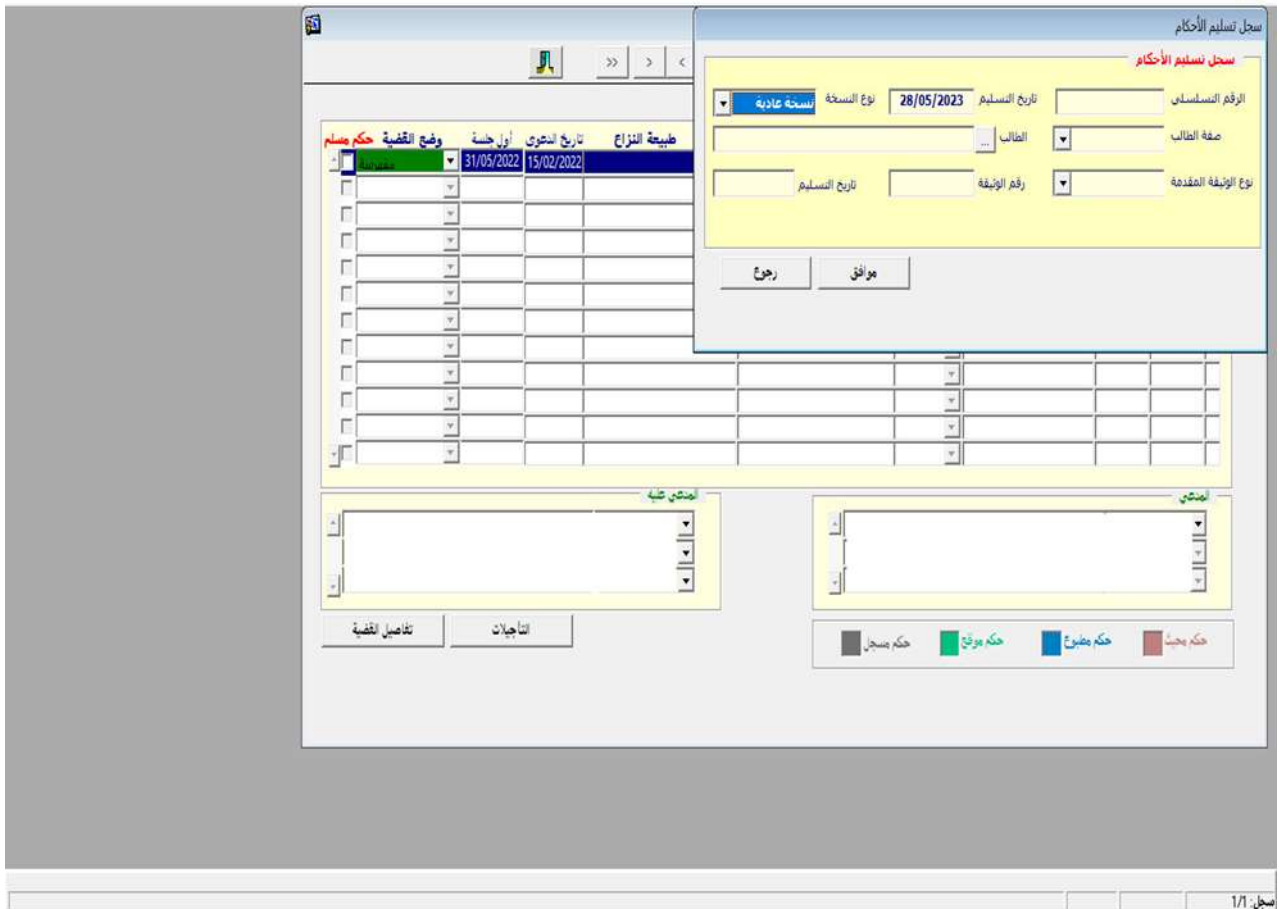 سجل تسليم الأحكام
سجل تسليم الأحكام
الرقم التسلسلي
تاريخ التسليم 28/05/2023
نوع النسخة نسخة عادية
صفة الطالب
الطالب ...
نوع الوثيقة المقدمة
رقم الوثيقة
تاريخ التسليم
موافق
رجوع
>> > <
طبيعة النزاع تاريخ الدعوى أول جلسة وضع القضية حكم مسلم
15/02/2022 31/05/2022
المدعي
المدعي عليه
التأجيلات
تفاصيل القضية
حكم محيث حكم مطبوع حكم موقع حكم مسجل
سجل: 1/1